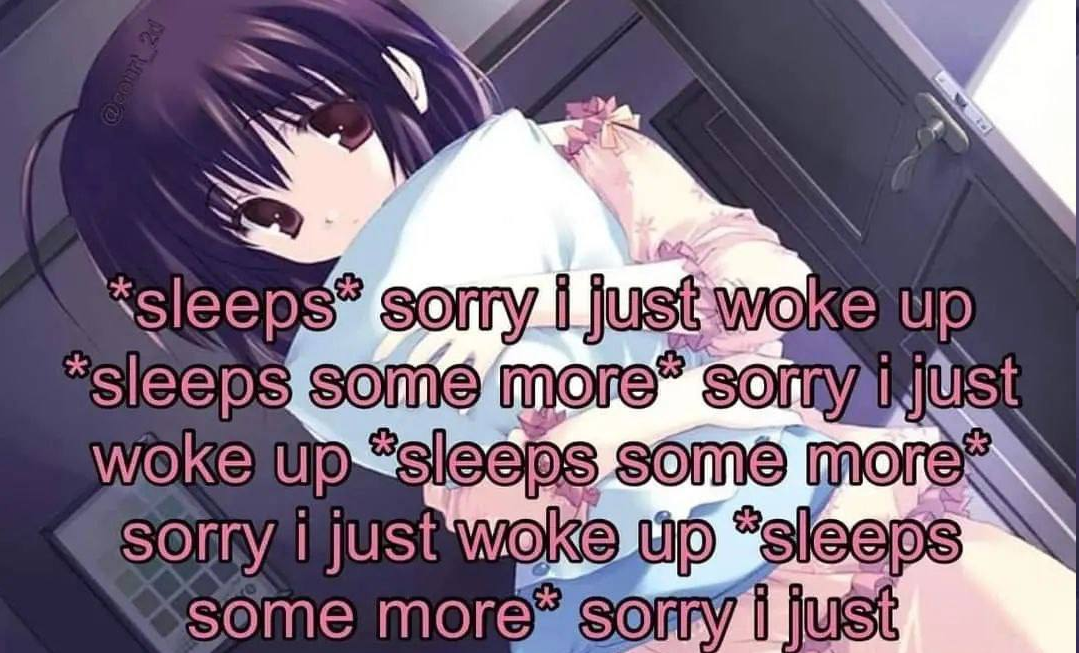 @couri_2d
*sleeps* sorry i just woke up
*sleeps some more* sorry i just
woke up *sleeps some more*
sorry i just woke up *sleeps
some more* sorry i just